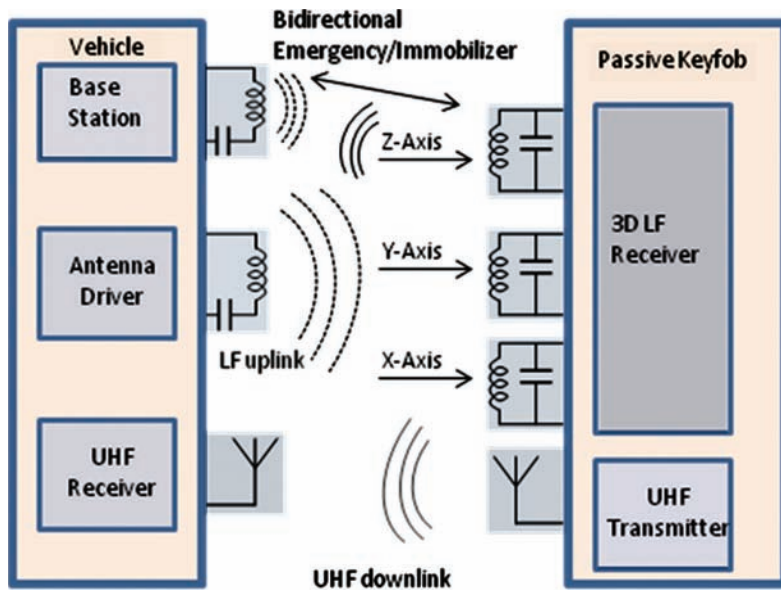 Vehicle
Base
Station
Bidirectional
Emergency/Immobilizer
Passive Keyfob
Z-Axis
3D LF
Receiver
Antenna
Driver
Y-Axis
LF uplink
X-Axis
UHF
Receiver
UHF
Transmitter
UHF downlink